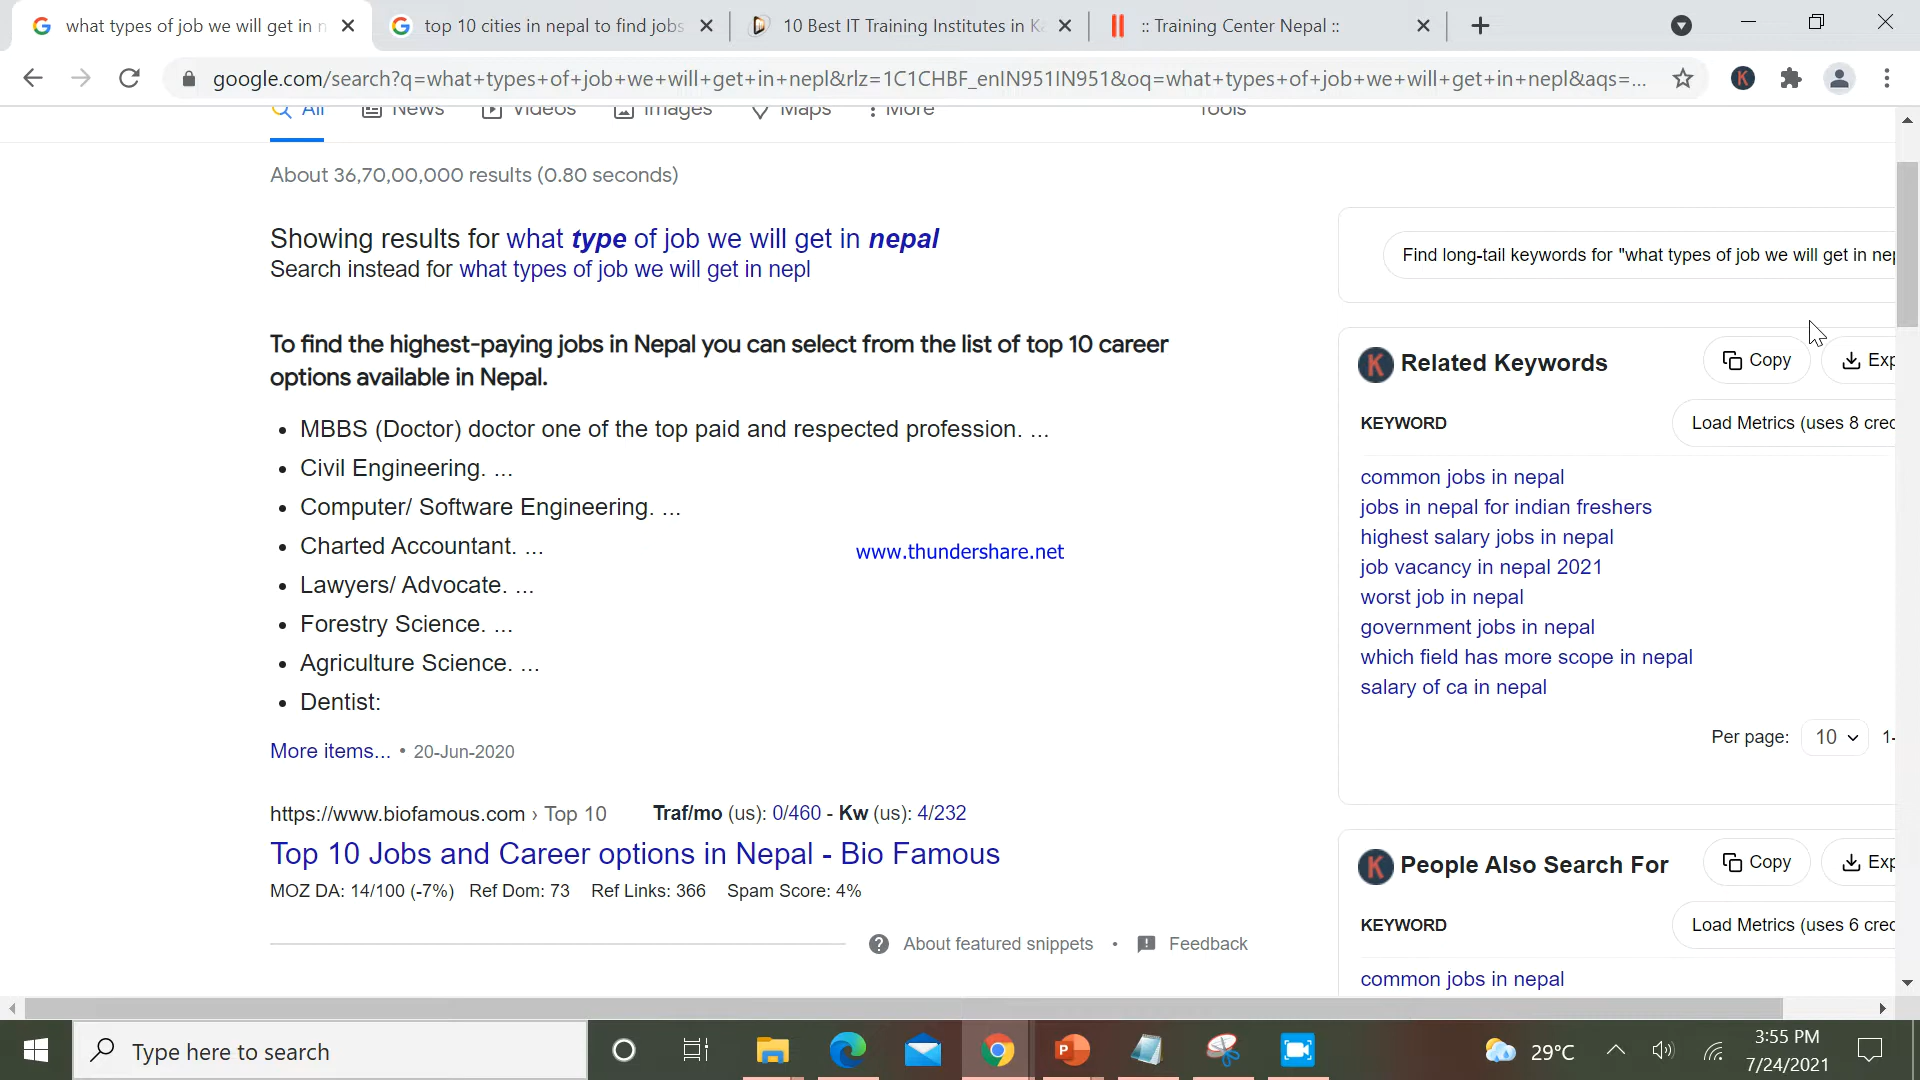 what types of job we will get in n
top 10 cities in nepal to find jobs
10 Best IT Training Institutes in Ka
:: Training Center Nepal ::
google.com/search?q=what+types+of+job+we+will+get+in+nepl&rlz=1C1CHBF_enIN951IN951&oq=what+types+of+job+we+will+get+in+nepl&aqs=...
All
News
Videos
Images
Maps
More
Tools
About 36,70,00,000 results (0.80 seconds)
Showing results for what type of job we will get in nepal
Search instead for what types of job we will get in nepl
To find the highest-paying jobs in Nepal you can select from the list of top 10 career
options available in Nepal.
• MBBS (Doctor) doctor one of the top paid and respected profession. ...
• Civil Engineering. ...
• Computer/ Software Engineering. ...
• Charted Accountant. ...
• Lawyers/ Advocate. ...
• Forestry Science. ...
• Agriculture Science. ...
• Dentist:
More items... • 20-Jun-2020
www.thundershare.net
https://www.biofamous.com › Top 10 Traf/mo (us): 0/460 - Kw (us): 4/232
Top 10 Jobs and Career options in Nepal - Bio Famous
MOZ DA: 14/100 (-7%) Ref Dom: 73 Ref Links: 366 Spam Score: 4%
About featured snippets • Feedback
Find long-tail keywords for "what types of job we will get in nep
K Related Keywords
Copy
Exp
KEYWORD
Load Metrics (uses 8 cred
common jobs in nepal
jobs in nepal for indian freshers
highest salary jobs in nepal
job vacancy in nepal 2021
worst job in nepal
government jobs in nepal
which field has more scope in nepal
salary of ca in nepal
Per page: 10 1-
K People Also Search For
Copy
Exp
KEYWORD
Load Metrics (uses 6 cred
common jobs in nepal
Type here to search
29°C
3:55 PM
7/24/2021